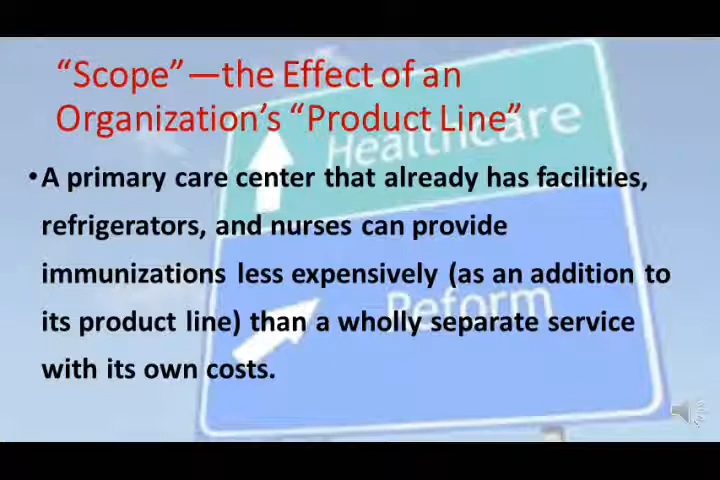 “Scope”—the Effect of an
Organization’s “Product Line”
•A primary care center that already has facilities,
refrigerators, and nurses can provide
immunizations less expensively (as an addition to
its product line) than a wholly separate service
with its own costs.
Healthcare
Reform